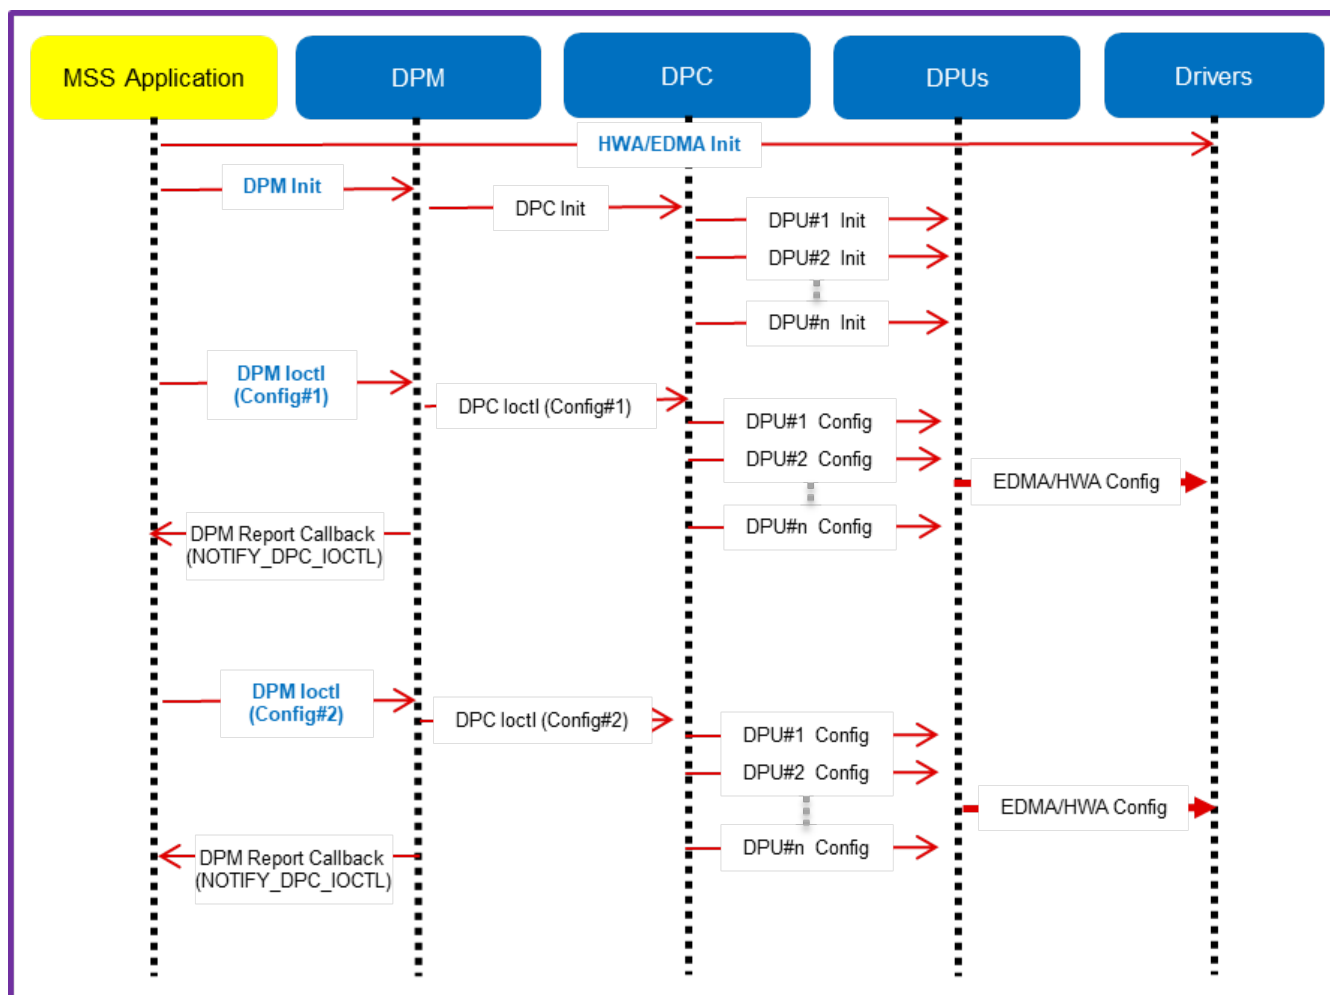 MSS Application
DPM
DPC
DPUs
Drivers
HWA/EDMA Init
DPM Init
DPC Init
DPU#1 Init
DPU#2 Init
DPU#n Init
DPM Ioctl
(Config#1)
DPC Ioctl (Config#1)
DPU#1 Config
DPU#2 Config
EDMA/HWA Config
DPU#n Config
DPM Report Callback
(NOTIFY_DPC_IOCTL)
DPM Ioctl
(Config#2)
DPC Ioctl (Config#2)
DPU#1 Config
DPU#2 Config
EDMA/HWA Config
DPU#n Config
DPM Report Callback
(NOTIFY_DPC_IOCTL)